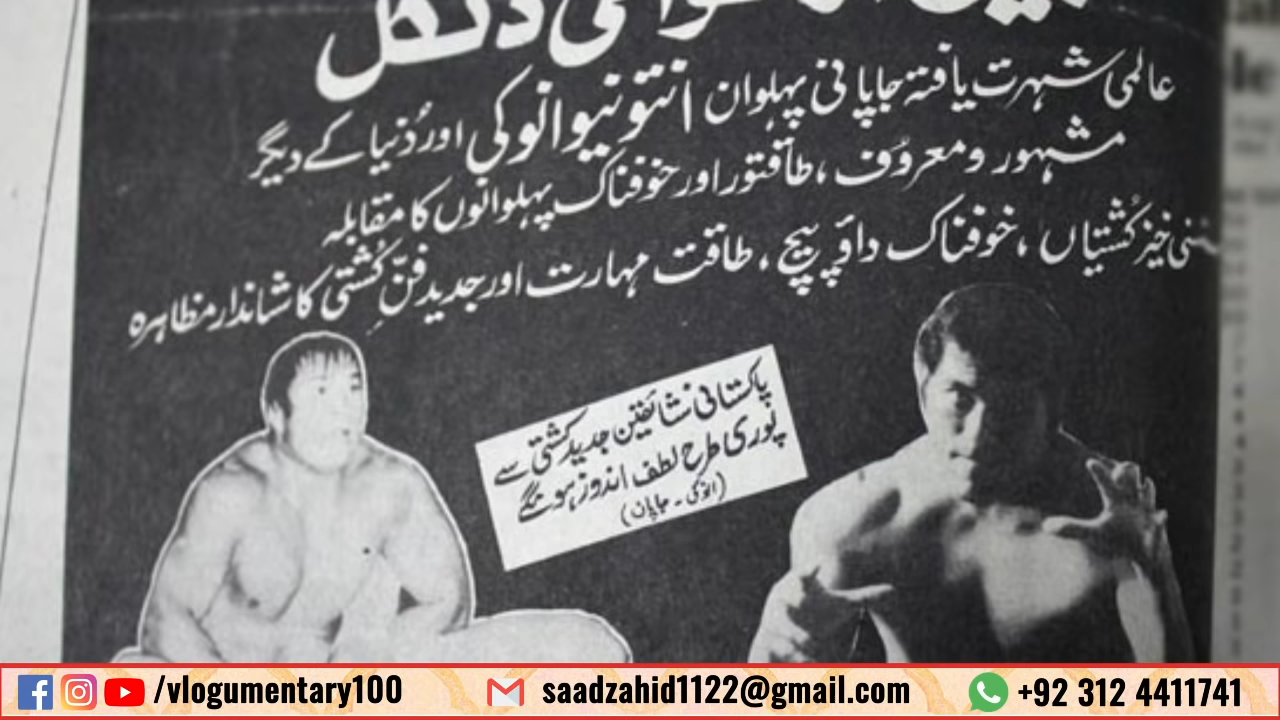 دنگل
عالمی شہرت یافتہ جاپانی پہلوان انتونیو انوکی اور دُنیا کے دیگر
مشہور و معروف، طاقتور اور خوفناک پہلوانوں کا مقابلہ
سنسنی خیز کُشتیاں، خوفناک داؤ پیچ، طاقت مہارت اور جدید فنِّ کُشتی کا شاندار مظاہرہ
پاکستانی شائقین جدید کشتی سے
پوری طرح لطف اندوز ہونگے
(انوکی ۔ جاپان)
/vlogumentary100
saadzahid1122@gmail.com
+92 312 4411741